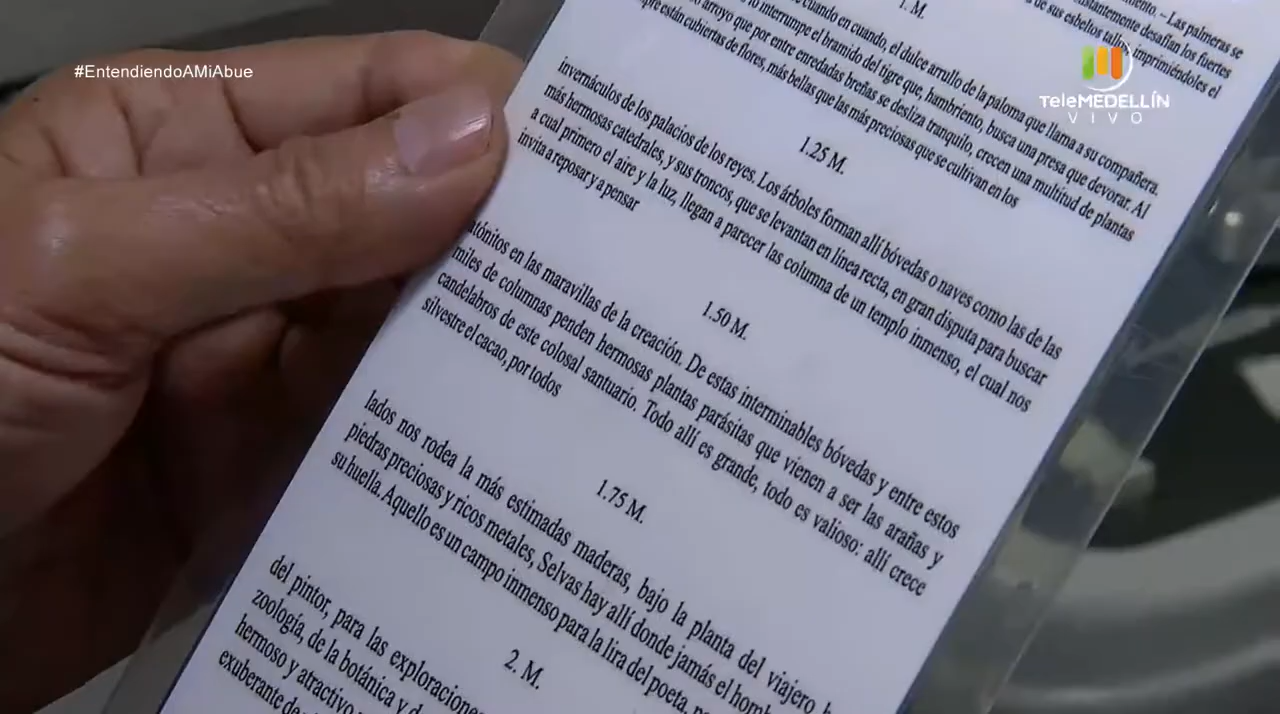 #EntendiendoAMiAbue
TeleMEDELLÍN
VIVO
1. M.
Las palmeras se
constantemente desafían los fuertes
de sus esbeltos tallos, imprimiéndoles el
cuando en cuando, el dulce arrullo de la paloma que llama a su compañera.
lo interrumpe el bramido del tigre que, hambriento, busca una presa que devorar. Al
arroyo que por entre enredadas breñas se desliza tranquilo, crecen una multitud de plantas
están cubiertas de flores, más bellas que las más preciosas que se cultivan en los
1.25 M.
invernáculos de los palacios de los reyes. Los árboles forman allí bóvedas o naves como las de las
más hermosas catedrales, y sus troncos, que se levantan en línea recta, en gran disputa para buscar
a cual primero el aire y la luz, llegan a parecer las columna de un templo inmenso, el cual nos
invita a reposar y a pensar
1.50 M.
atónitos en las maravillas de la creación. De estas interminables bóvedas y entre estos
miles de columnas penden hermosas plantas parásitas que vienen a ser las arañas y
candelabros de este colosal santuario. Todo allí es grande, todo es valioso: allí crece
silvestre el cacao, por todos
1.75 M.
lados nos rodea la más estimadas maderas, bajo la planta del viajero
piedras preciosas y ricos metales, Selvas hay allí donde jamás el
su huella. Aquello es un campo inmenso para la lira del poeta,
2. M.
del pintor, para las
zoología, de la botánica y
hermoso y atractivo
exuberante de